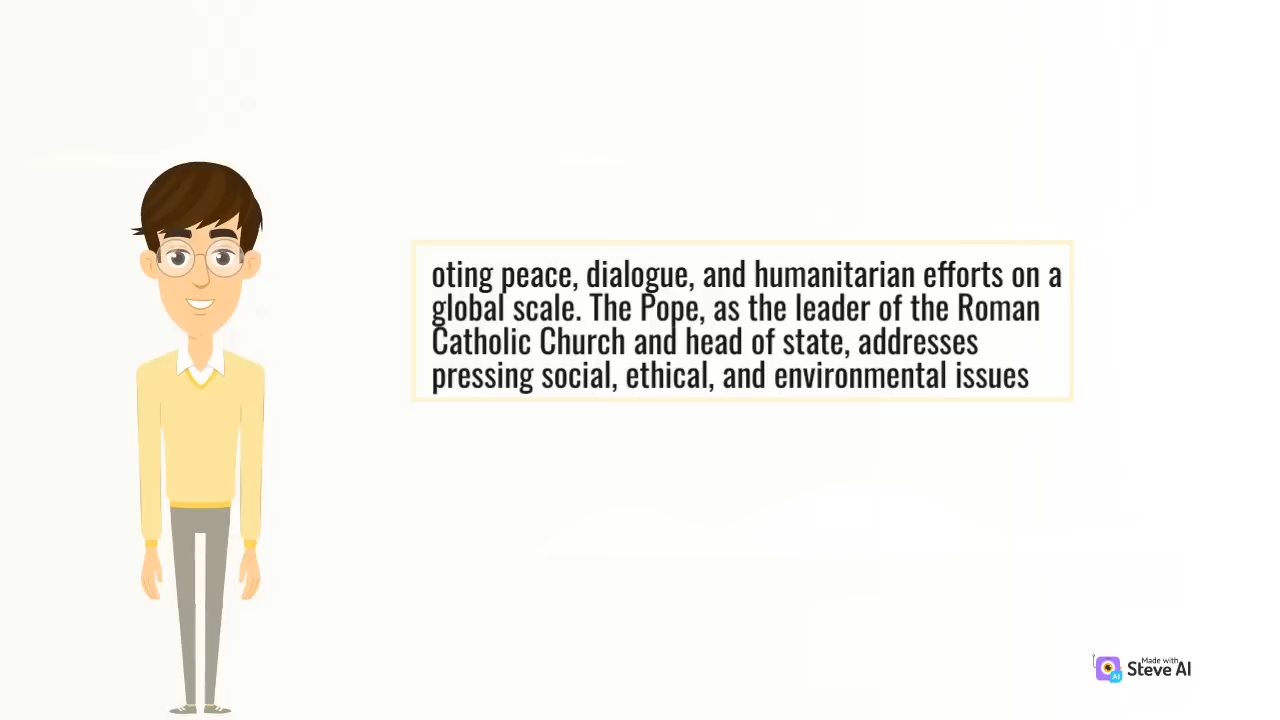 oting peace, dialogue, and humanitarian efforts on a
global scale. The Pope, as the leader of the Roman
Catholic Church and head of state, addresses
pressing social, ethical, and environmental issues
Made with
Steve AI
AI